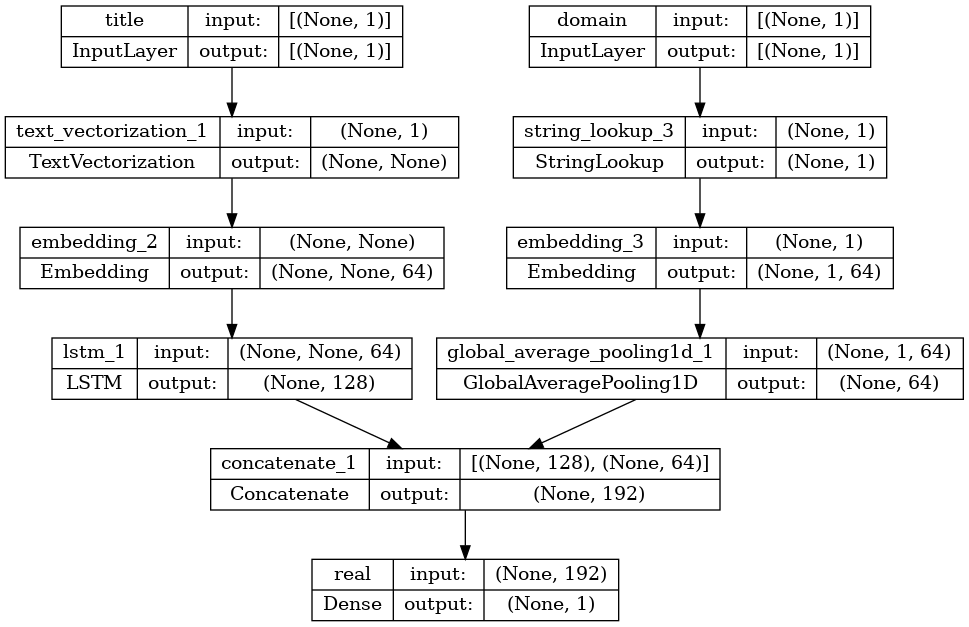 title input: [(None, 1)]
InputLayer output: [(None, 1)]
domain input: [(None, 1)]
InputLayer output: [(None, 1)]
text_vectorization_1 input: (None, 1)
TextVectorization output: (None, None)
string_lookup_3 input: (None, 1)
StringLookup output: (None, 1)
embedding_2 input: (None, None)
Embedding output: (None, None, 64)
embedding_3 input: (None, 1)
Embedding output: (None, 1, 64)
lstm_1 input: (None, None, 64)
LSTM output: (None, 128)
global_average_pooling1d_1 input: (None, 1, 64)
GlobalAveragePooling1D output: (None, 64)
concatenate_1 input: [(None, 128), (None, 64)]
Concatenate output: (None, 192)
real input: (None, 192)
Dense output: (None, 1)